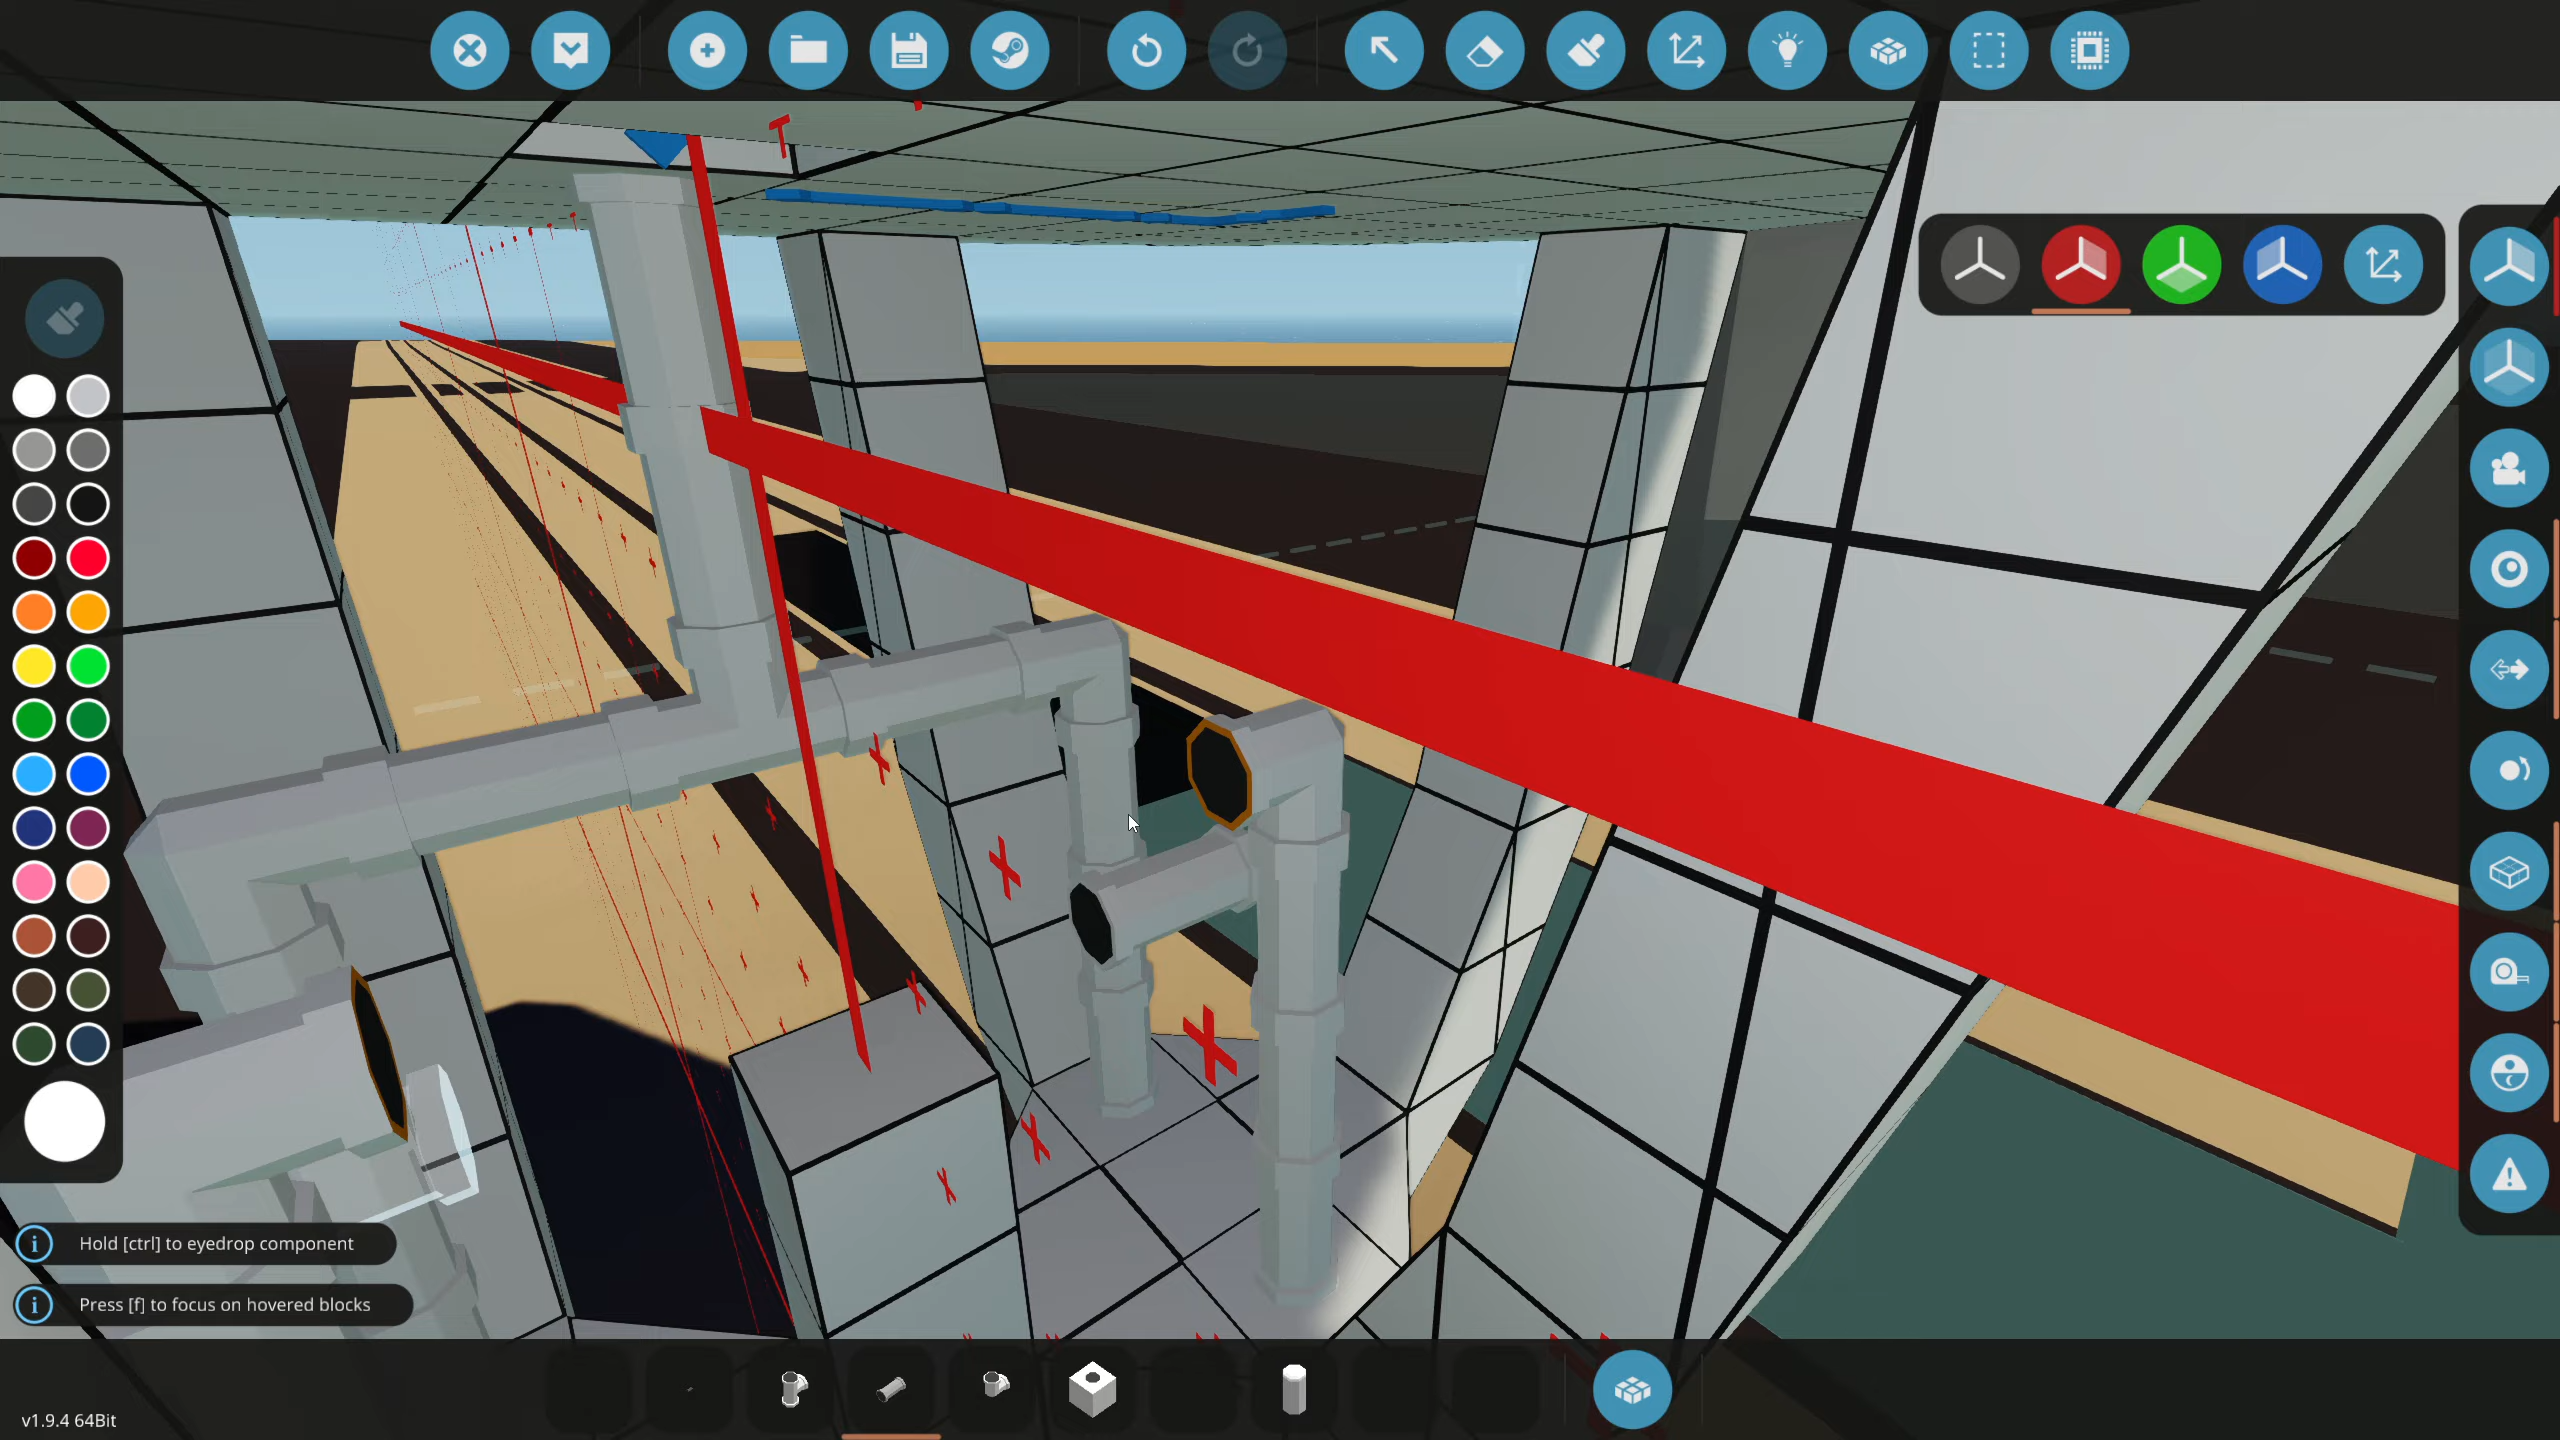 Hold [ctrl] to eyedrop component
Press [f] to focus on hovered blocks
v1.9.4 64Bit